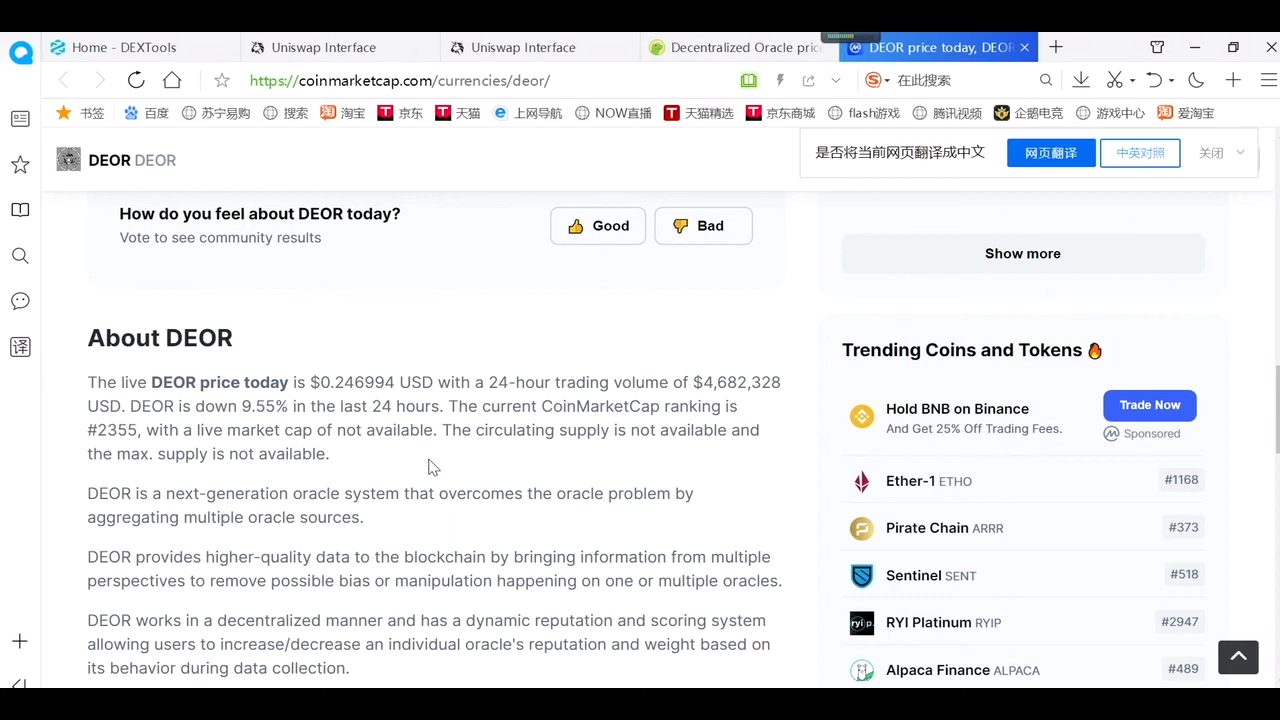 Home - DEXTools
Uniswap Interface
Uniswap Interface
Decentralized Oracle pric
DEOR price today, DEOR
https://coinmarketcap.com/currencies/deor/
在此搜索
书签
百度
苏宁易购
搜索
淘宝
京东
天猫
上网导航
NOW直播
天猫精选
京东商城
flash游戏
腾讯视频
企鹅电竞
游戏中心
爱淘宝
DEOR DEOR
是否将当前网页翻译成中文
网页翻译
中英对照
关闭
How do you feel about DEOR today?
Vote to see community results
Good
Bad
Show more
About DEOR
The live DEOR price today is $0.246994 USD with a 24-hour trading volume of $4,682,328
USD. DEOR is down 9.55% in the last 24 hours. The current CoinMarketCap ranking is
#2355, with a live market cap of not available. The circulating supply is not available and
the max. supply is not available.
DEOR is a next-generation oracle system that overcomes the oracle problem by
aggregating multiple oracle sources.
DEOR provides higher-quality data to the blockchain by bringing information from multiple
perspectives to remove possible bias or manipulation happening on one or multiple oracles.
DEOR works in a decentralized manner and has a dynamic reputation and scoring system
allowing users to increase/decrease an individual oracle's reputation and weight based on
its behavior during data collection.
Trending Coins and Tokens
Hold BNB on Binance
And Get 25% Off Trading Fees.
Trade Now
Sponsored
Ether-1 ETHO
#1168
Pirate Chain ARRR
#373
Sentinel SENT
#518
RYI Platinum RYIP
#2947
Alpaca Finance ALPACA
#489
译